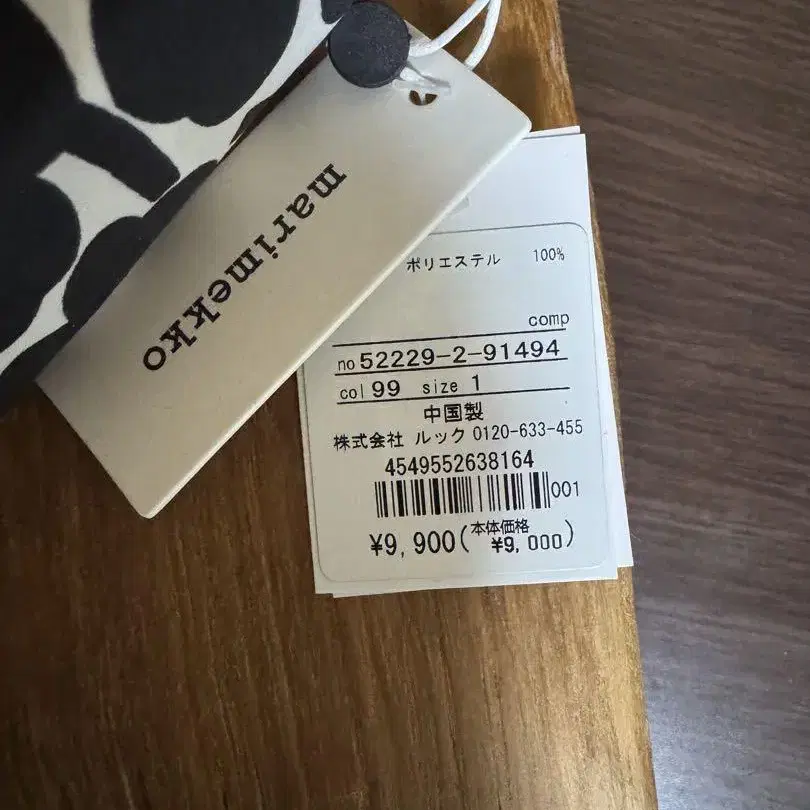 marimekko
ポリエステル 100%
comp
no 52229-2-91494
col 99 size 1
中国製
株式会社 ルック 0120-633-455
4549552638164
001
¥9,900(本体価格 ¥9,000)